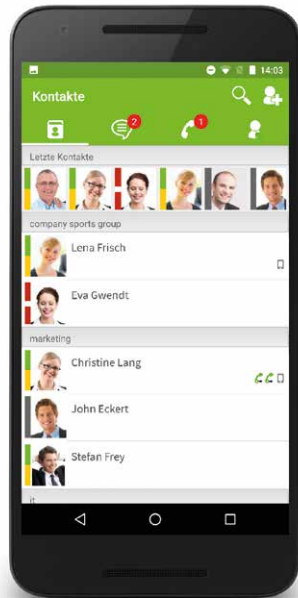 14:03
Kontakte
2
1
Letzte Kontakte
company sports group
Lena Frisch
Eva Gwendt
marketing
Christine Lang
John Eckert
Stefan Frey
it